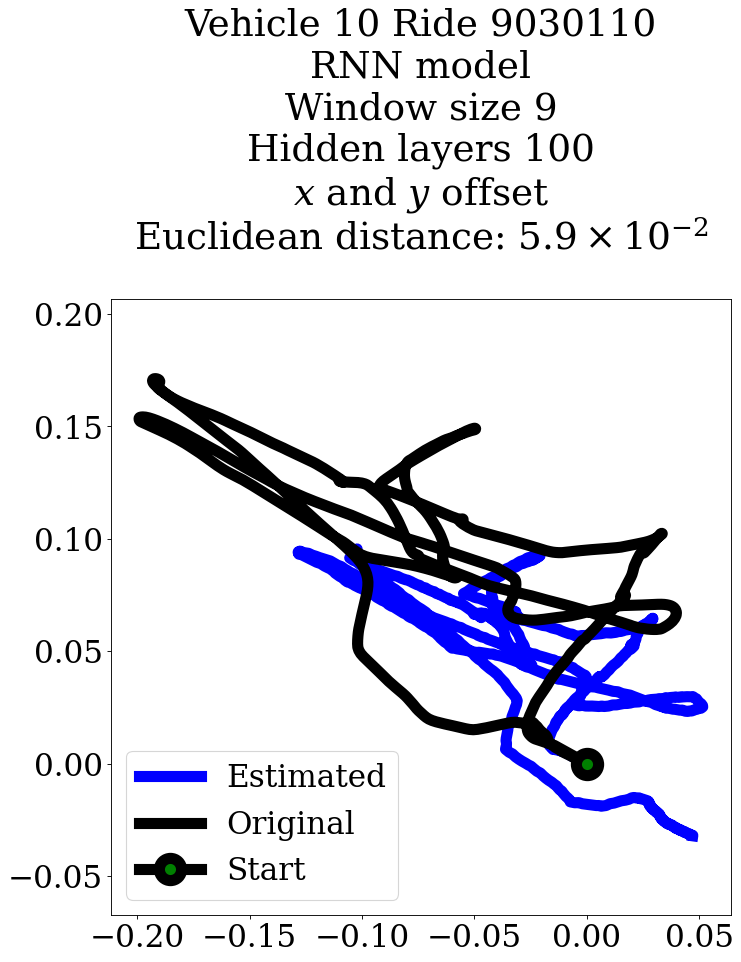 Vehicle 10 Ride 9030110
RNN model
Window size 9
Hidden layers 100
x and y offset
Euclidean distance: 5.9 × 10⁻²
0.20
0.15
0.10
0.05
0.00
−0.05
Estimated
Original
Start
−0.20 −0.15 −0.10 −0.05 0.00 0.05